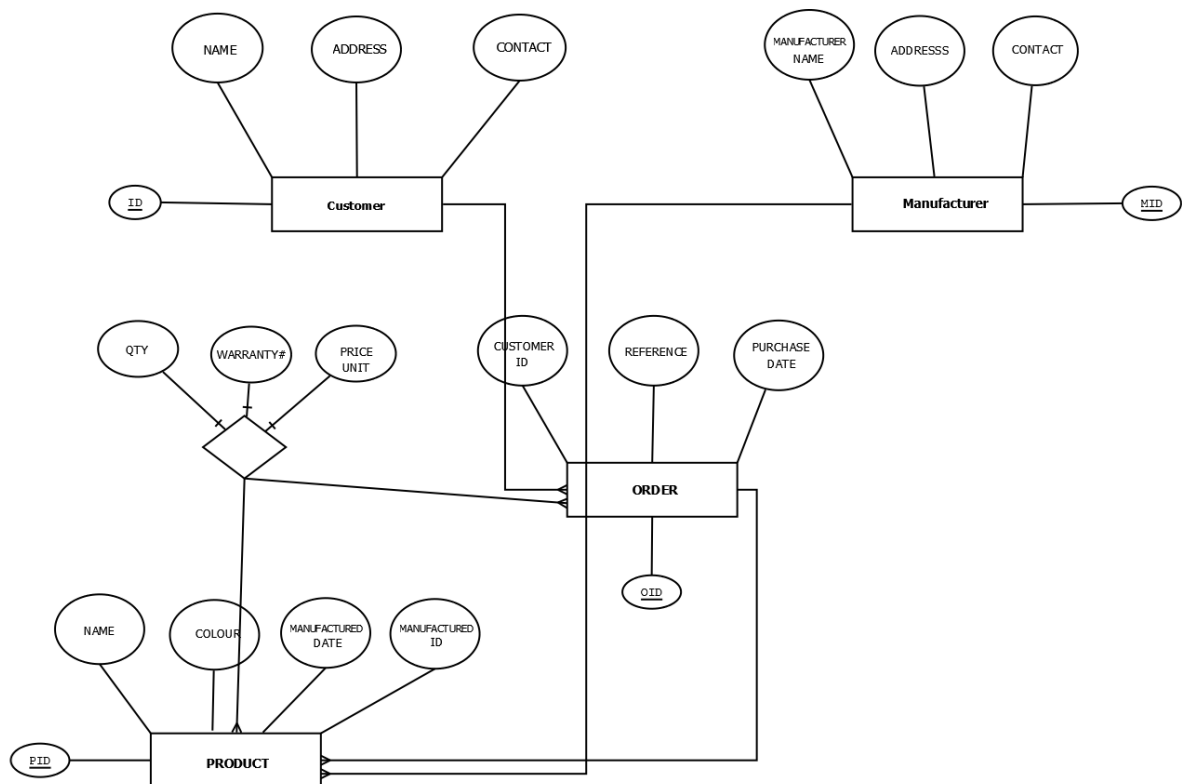 NAME
ADDRESS
CONTACT
MANUFACTURER
NAME
ADDRESSS
CONTACT
ID
Customer
Manufacturer
MID
QTY
WARRANTY#
PRICE
UNIT
CUSTOMER
ID
REFERENCE
PURCHASE
DATE
ORDER
OID
NAME
COLOUR
MANUFACTURED
DATE
MANUFACTURED
ID
PID
PRODUCT